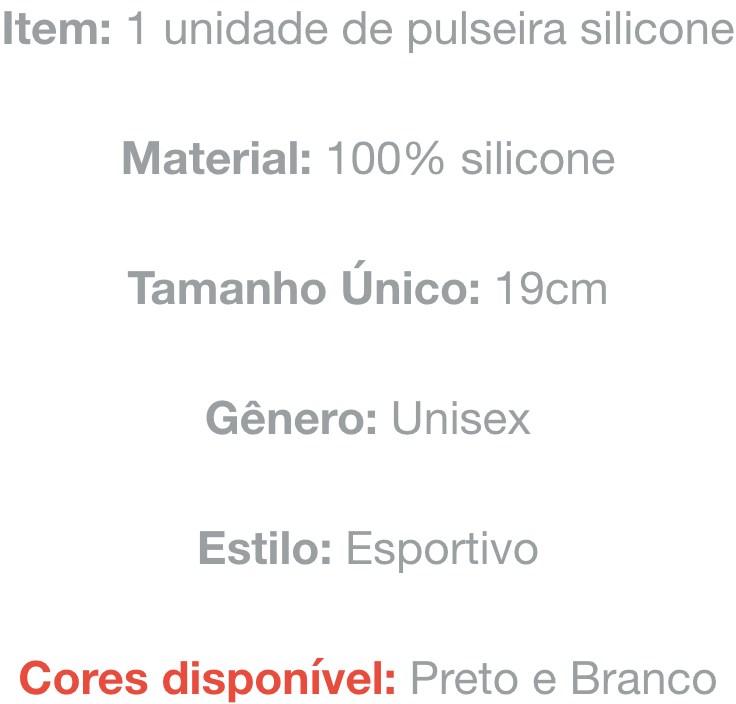 Item: 1 unidade de pulseira silicone
Material: 100% silicone
Tamanho Único: 19cm
Gênero: Unisex
Estilo: Esportivo
Cores disponível: Preto e Branco